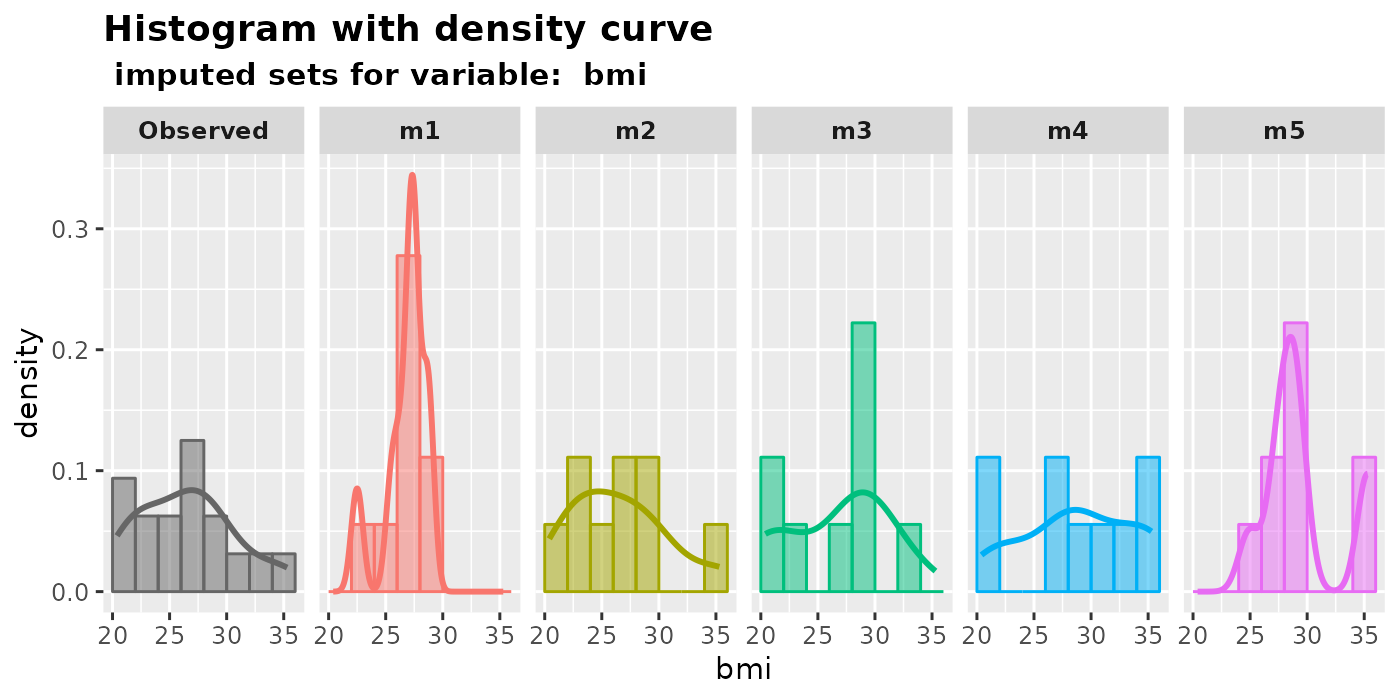 Histogram with density curve
imputed sets for variable:  bmi
Observed m1 m2 m3 m4 m5
0.3
0.2
0.1
0.0
density
20 25 30 35 20 25 30 35 20 25 30 35 20 25 30 35 20 25 30 35 20 25 30 35
bmi